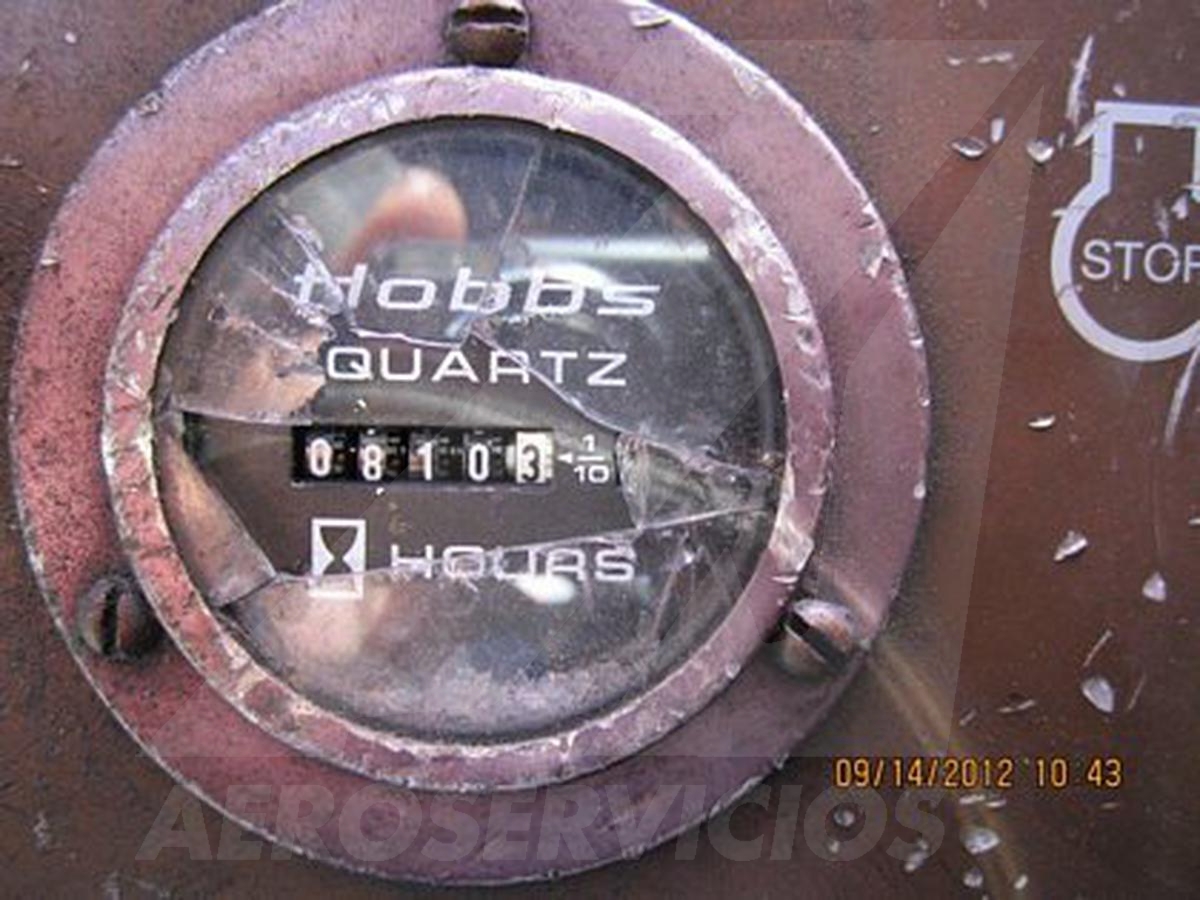 Hobbs
QUARTZ
08103
1/10
HOURS
STOP
09/14/2012 10 43
AEROSERVICIOS